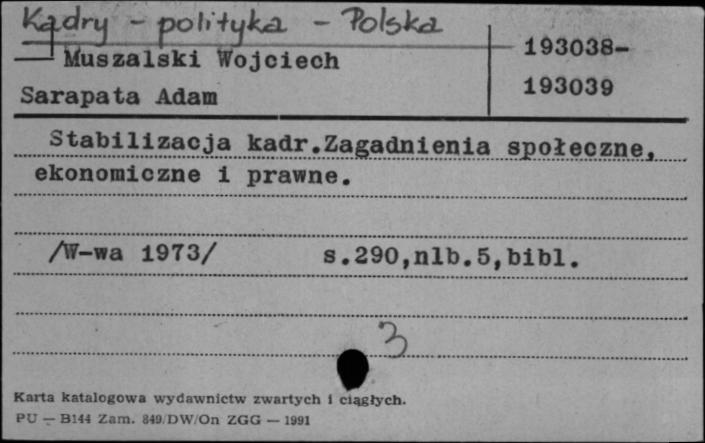 Kadry - polityka - Polska
Muszalski Wojciech
193038-
Sarapata Adam
193039
Stabilizacja kadr.Zagadnienia społeczne,
ekonomiczne i prawne.
/W-wa 1973/ s.290,nlb.5,bibl.
3
Karta katalogowa wydawnictw zwartych i ciągłych.
PU — B144 Zam. 849/DW/On ZGG — 1991